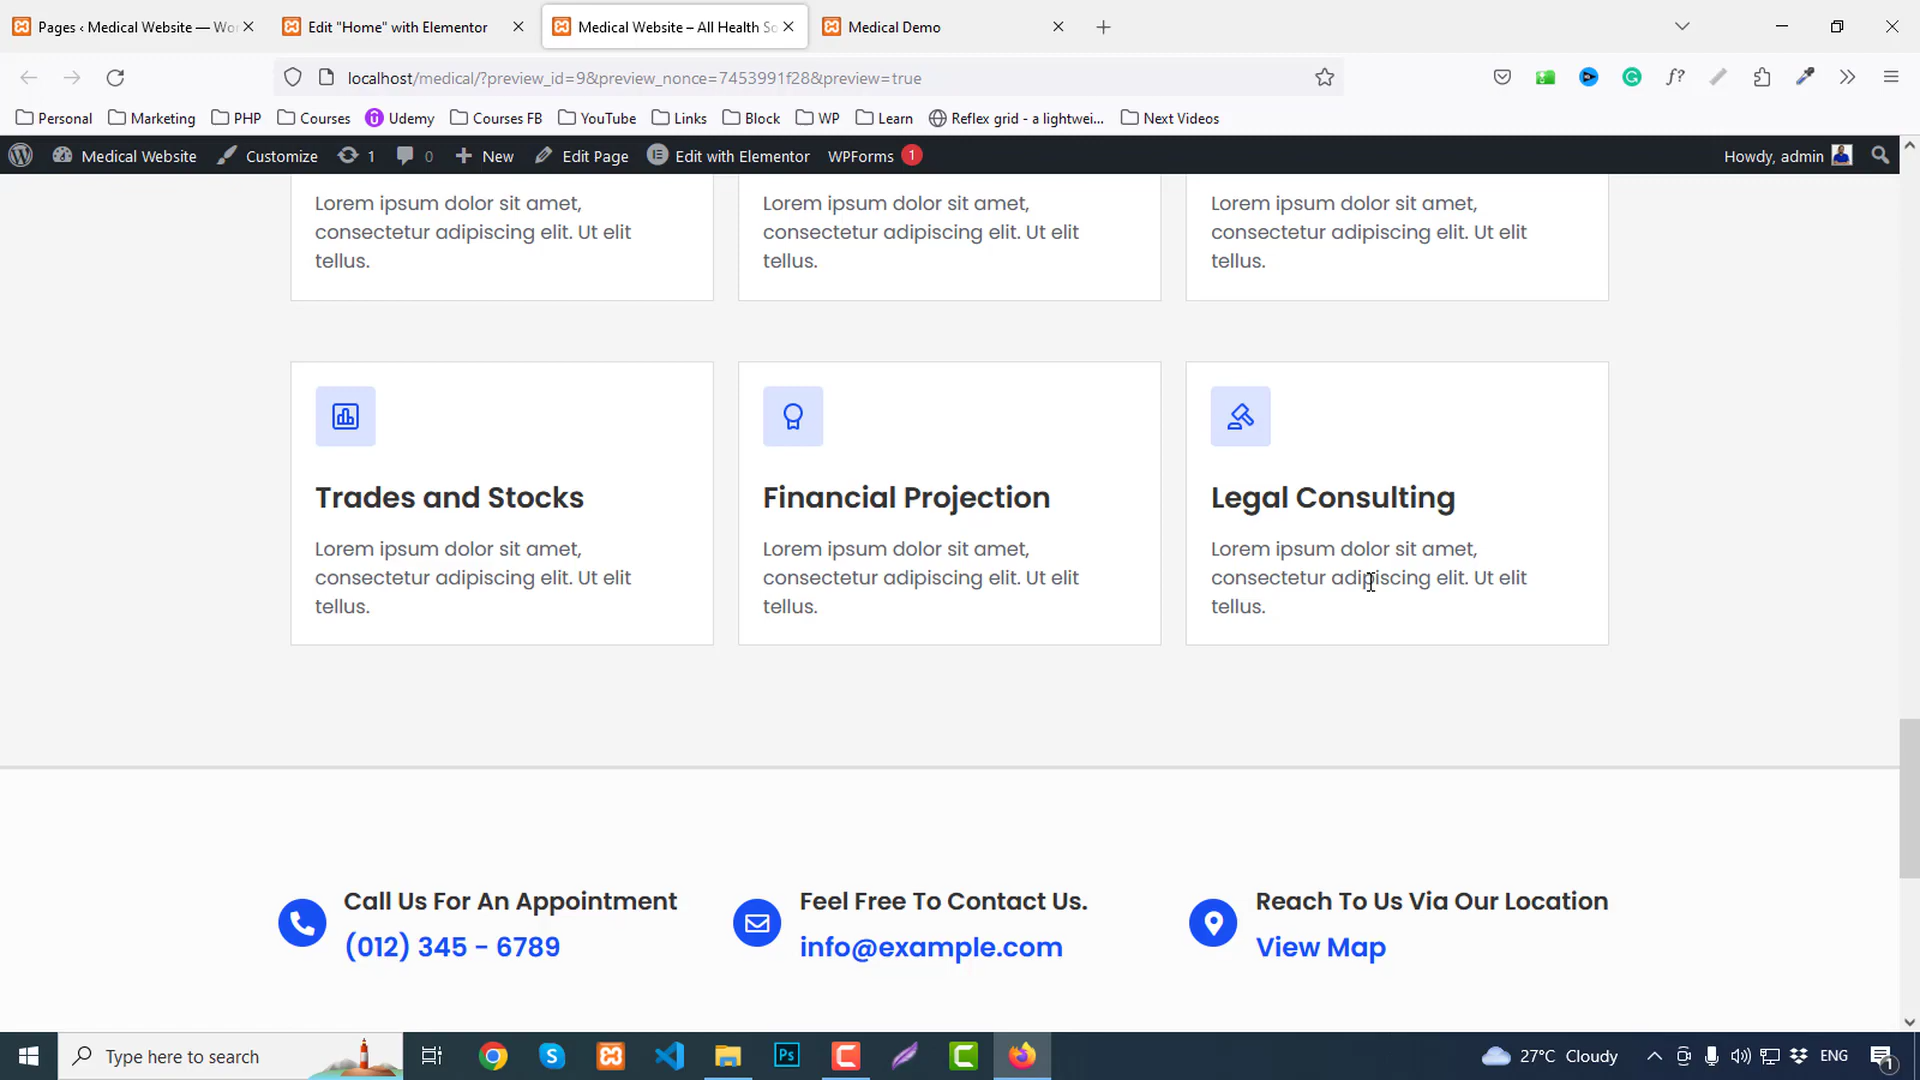 Pages ‹ Medical Website — Wo
Edit "Home" with Elementor
Medical Website – All Health So
Medical Demo
localhost/medical/?preview_id=9&preview_nonce=7453991f28&preview=true
Personal
Marketing
PHP
Courses
Udemy
Courses FB
YouTube
Links
Block
WP
Learn
Reflex grid - a lightwei...
Next Videos
Medical Website
Customize
1
0
New
Edit Page
Edit with Elementor
WPForms 1
Howdy, admin
Lorem ipsum dolor sit amet,
consectetur adipiscing elit. Ut elit
tellus.
Lorem ipsum dolor sit amet,
consectetur adipiscing elit. Ut elit
tellus.
Lorem ipsum dolor sit amet,
consectetur adipiscing elit. Ut elit
tellus.
Trades and Stocks
Lorem ipsum dolor sit amet,
consectetur adipiscing elit. Ut elit
tellus.
Financial Projection
Lorem ipsum dolor sit amet,
consectetur adipiscing elit. Ut elit
tellus.
Legal Consulting
Lorem ipsum dolor sit amet,
consectetur adipiscing elit. Ut elit
tellus.
Call Us For An Appointment
(012) 345 - 6789
Feel Free To Contact Us.
info@example.com
Reach To Us Via Our Location
View Map
Type here to search
27°C Cloudy
ENG
1